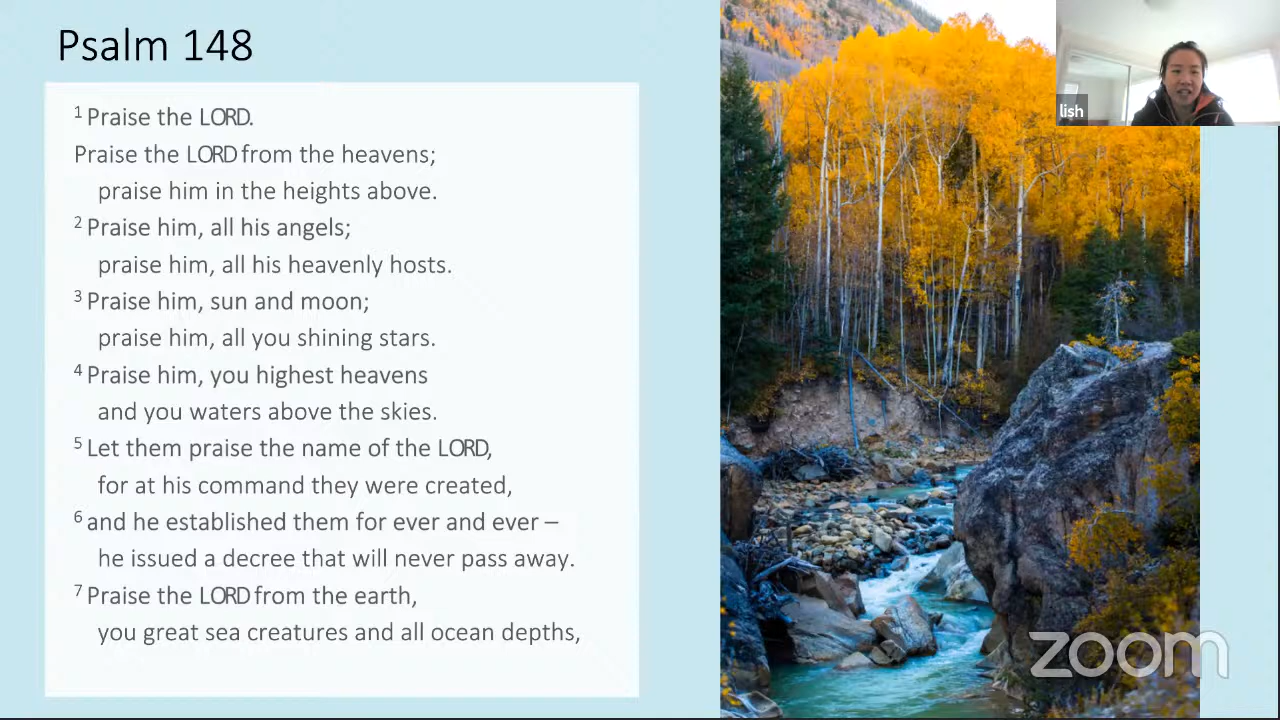 Psalm 148
1 Praise the LORD.
Praise the LORD from the heavens;
praise him in the heights above.
2 Praise him, all his angels;
praise him, all his heavenly hosts.
3 Praise him, sun and moon;
praise him, all you shining stars.
4 Praise him, you highest heavens
and you waters above the skies.
5 Let them praise the name of the LORD,
for at his command they were created,
6 and he established them for ever and ever –
he issued a decree that will never pass away.
7 Praise the LORD from the earth,
you great sea creatures and all ocean depths,
lish
zoom